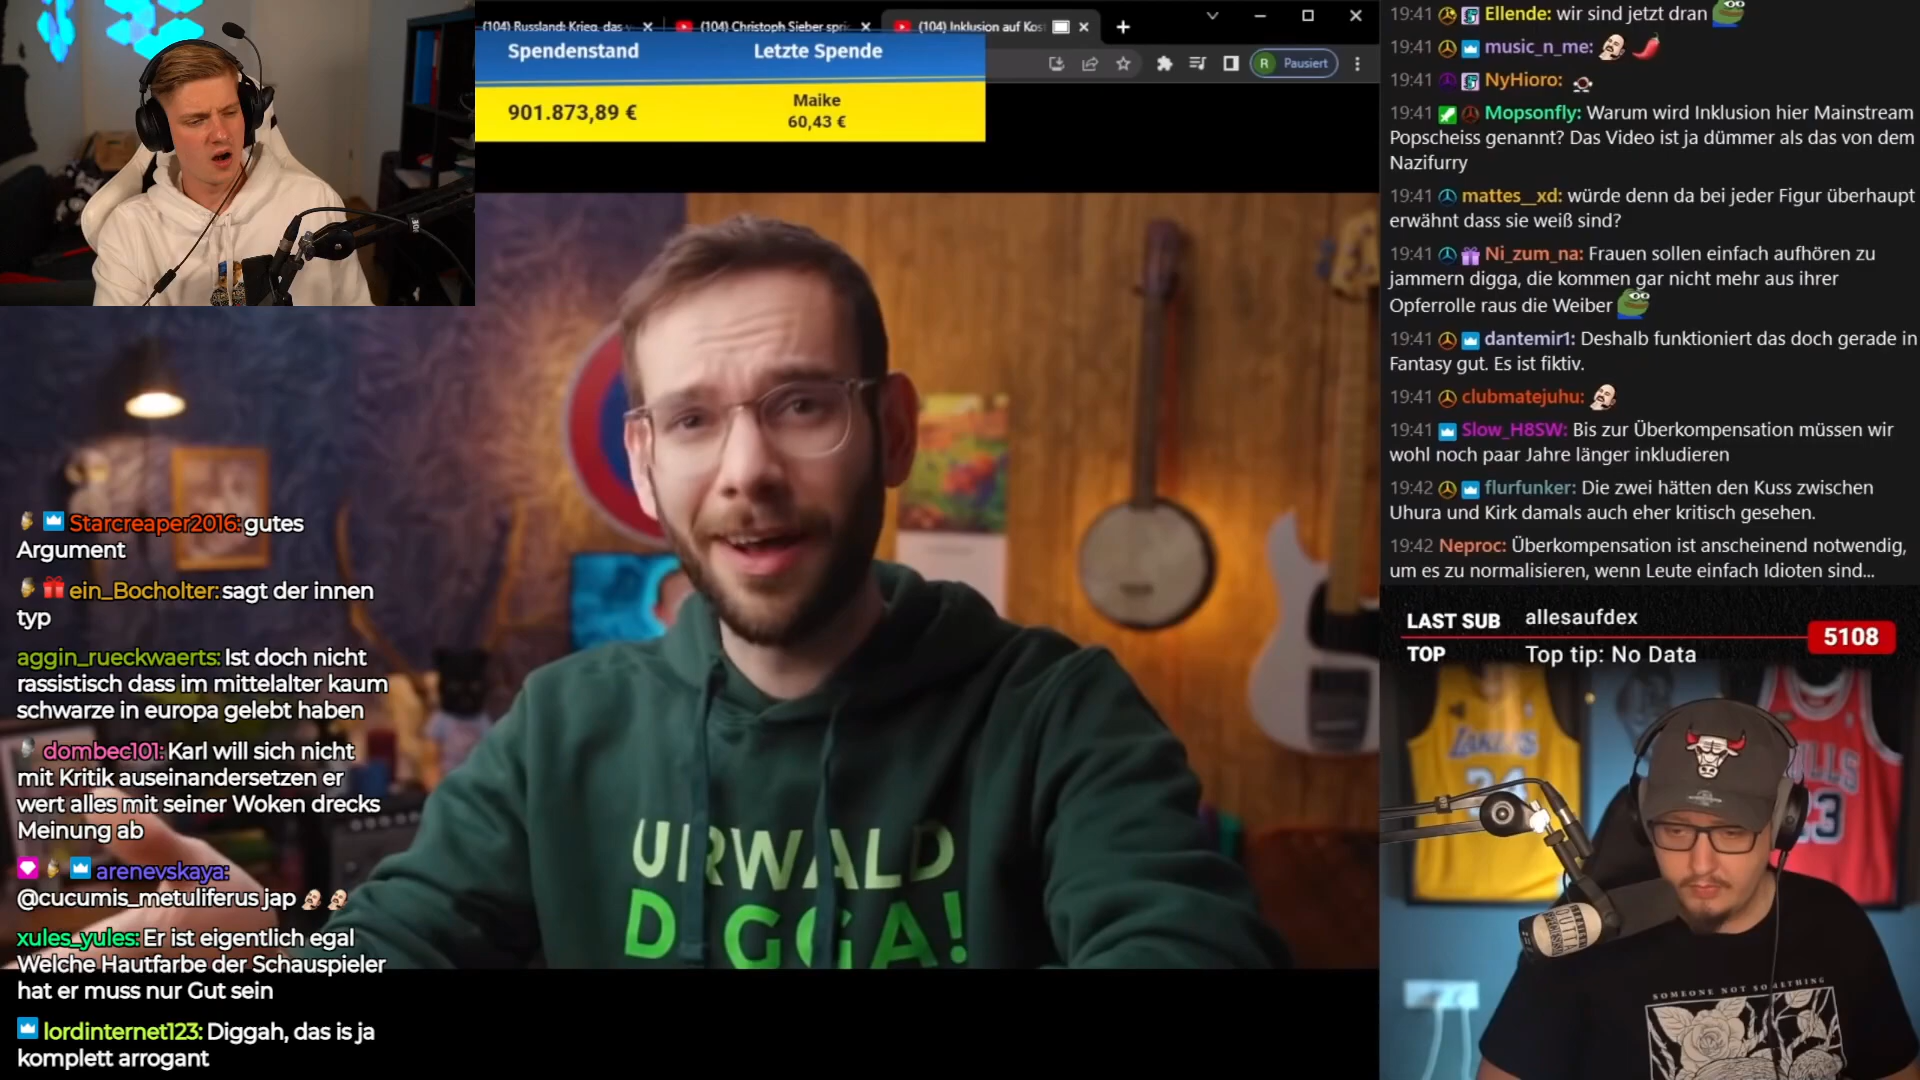 (104) Russland: Krieg, das
(104) Christoph Sieber spri
(104) Inklusion auf Kos
Spendenstand
Letzte Spende
901.873,89 €
Maike
60,43 €
R Pausiert
19:41 Ellende: wir sind jetzt dran
19:41 music_n_me:
19:41 NyHioro:
19:41 Mopsonfly: Warum wird Inklusion hier Mainstream
Popscheiss genannt? Das Video ist ja dümmer als das von dem
Nazifurry
19:41 mattes__xd: würde denn da bei jeder Figur überhaupt
erwähnt dass sie weiß sind?
19:41 Ni_zum_na: Frauen sollen einfach aufhören zu
jammern digga, die kommen gar nicht mehr aus ihrer
Opferrolle raus die Weiber
19:41 dantemir1: Deshalb funktioniert das doch gerade in
Fantasy gut. Es ist fiktiv.
19:41 clubmatejuhu:
19:41 Slow_H8SW: Bis zur Überkompensation müssen wir
wohl noch paar Jahre länger inkludieren
19:42 flurfunker: Die zwei hätten den Kuss zwischen
Uhura und Kirk damals auch eher kritisch gesehen.
19:42 Neproc: Überkompensation ist anscheinend notwendig,
um es zu normalisieren, wenn Leute einfach Idioten sind...
Starcreaper2016: gutes
Argument
ein_Bocholter: sagt der innen
typ
aggin_rueckwaerts: Ist doch nicht
rassistisch dass im mittelalter kaum
schwarze in europa gelebt haben
dombec101: Karl will sich nicht
mit Kritik auseinandersetzen er
wert alles mit seiner Woken drecks
Meinung ab
arenevskaya:
@cucumis_metuliferus jap
xules_yules: Er ist eigentlich egal
Welche Hautfarbe der Schauspieler
hat er muss nur Gut sein
lordinternet123: Diggah, das is ja
komplett arrogant
URWALD
DIGGA!
LAST SUB allesaufdex
5108
TOP Top tip: No Data
LAKERS
34
SOMEONE NOT SOMETHING